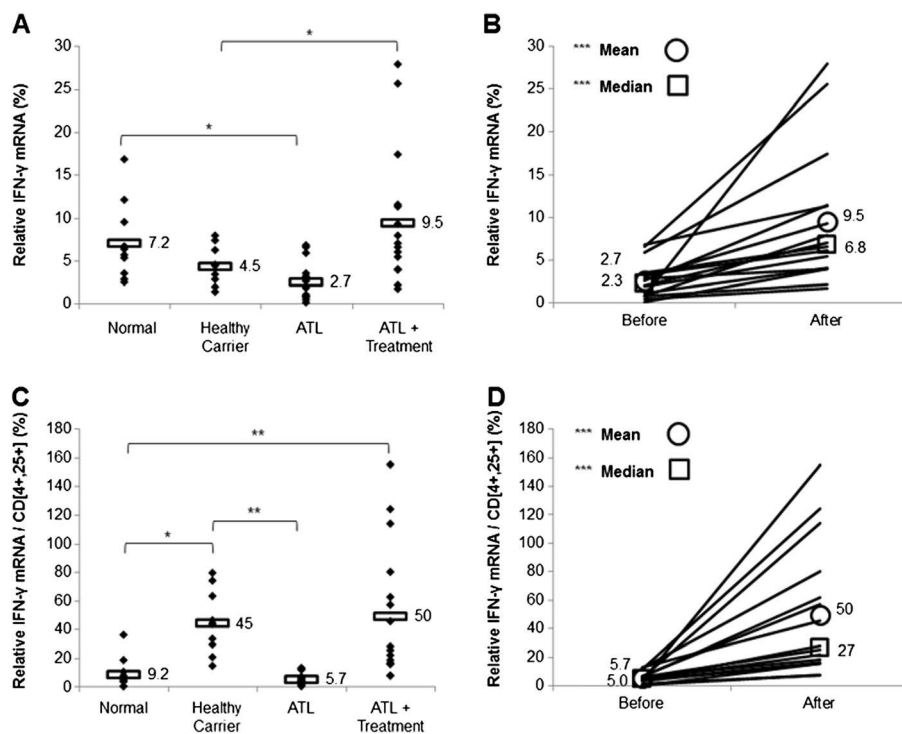 A
Relative IFN-γ mRNA (%)
30
25
20
15
10
5
0
*
*
7.2
4.5
2.7
9.5
Normal
Healthy
Carrier
ATL
ATL +
Treatment
B
Relative IFN-γ mRNA (%)
30
25
20
15
10
5
0
*** Mean
*** Median
2.7
2.3
9.5
6.8
Before
After
C
Relative IFN-γ mRNA / CD[4+,25+] (%)
180
160
140
120
100
80
60
40
20
0
**
**
*
9.2
45
5.7
50
Normal
Healthy
Carrier
ATL
ATL +
Treatment
D
Relative IFN-γ mRNA / CD[4+,25+] (%)
180
160
140
120
100
80
60
40
20
0
*** Mean
*** Median
5.7
5.0
50
27
Before
After